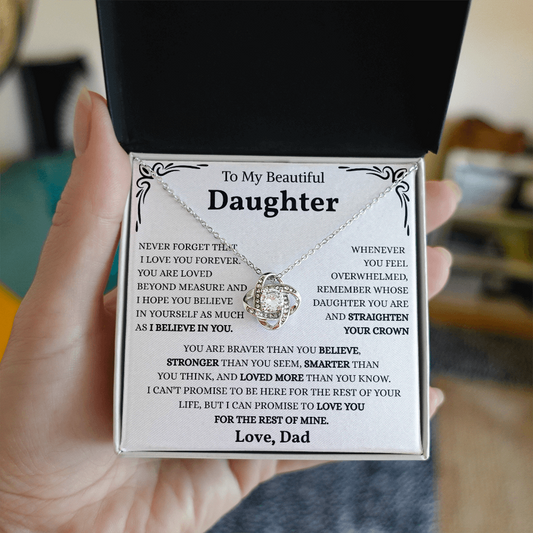 To My Beautiful
Daughter
NEVER FORGET THAT
I LOVE YOU FOREVER.
YOU ARE LOVED
BEYOND MEASURE AND
I HOPE YOU BELIEVE
IN YOURSELF AS MUCH
AS I BELIEVE IN YOU.
WHENEVER
YOU FEEL
OVERWHELMED,
REMEMBER WHOSE
DAUGHTER YOU ARE
AND STRAIGHTEN
YOUR CROWN
YOU ARE BRAVER THAN YOU BELIEVE,
STRONGER THAN YOU SEEM, SMARTER THAN
YOU THINK, AND LOVED MORE THAN YOU KNOW.
I CAN'T PROMISE TO BE HERE FOR THE REST OF YOUR
LIFE, BUT I CAN PROMISE TO LOVE YOU
FOR THE REST OF MINE.
Love, Dad